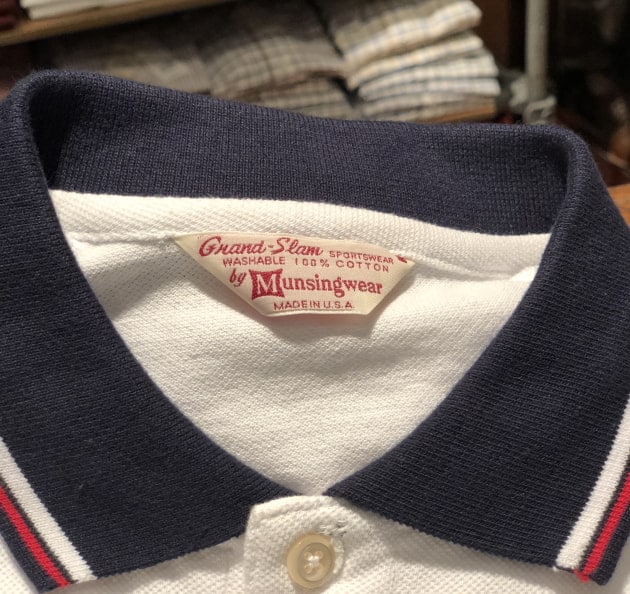 Grand-Slam SPORTSWEAR
WASHABLE 100% COTTON
by Munsingwear
MADE IN U.S.A.